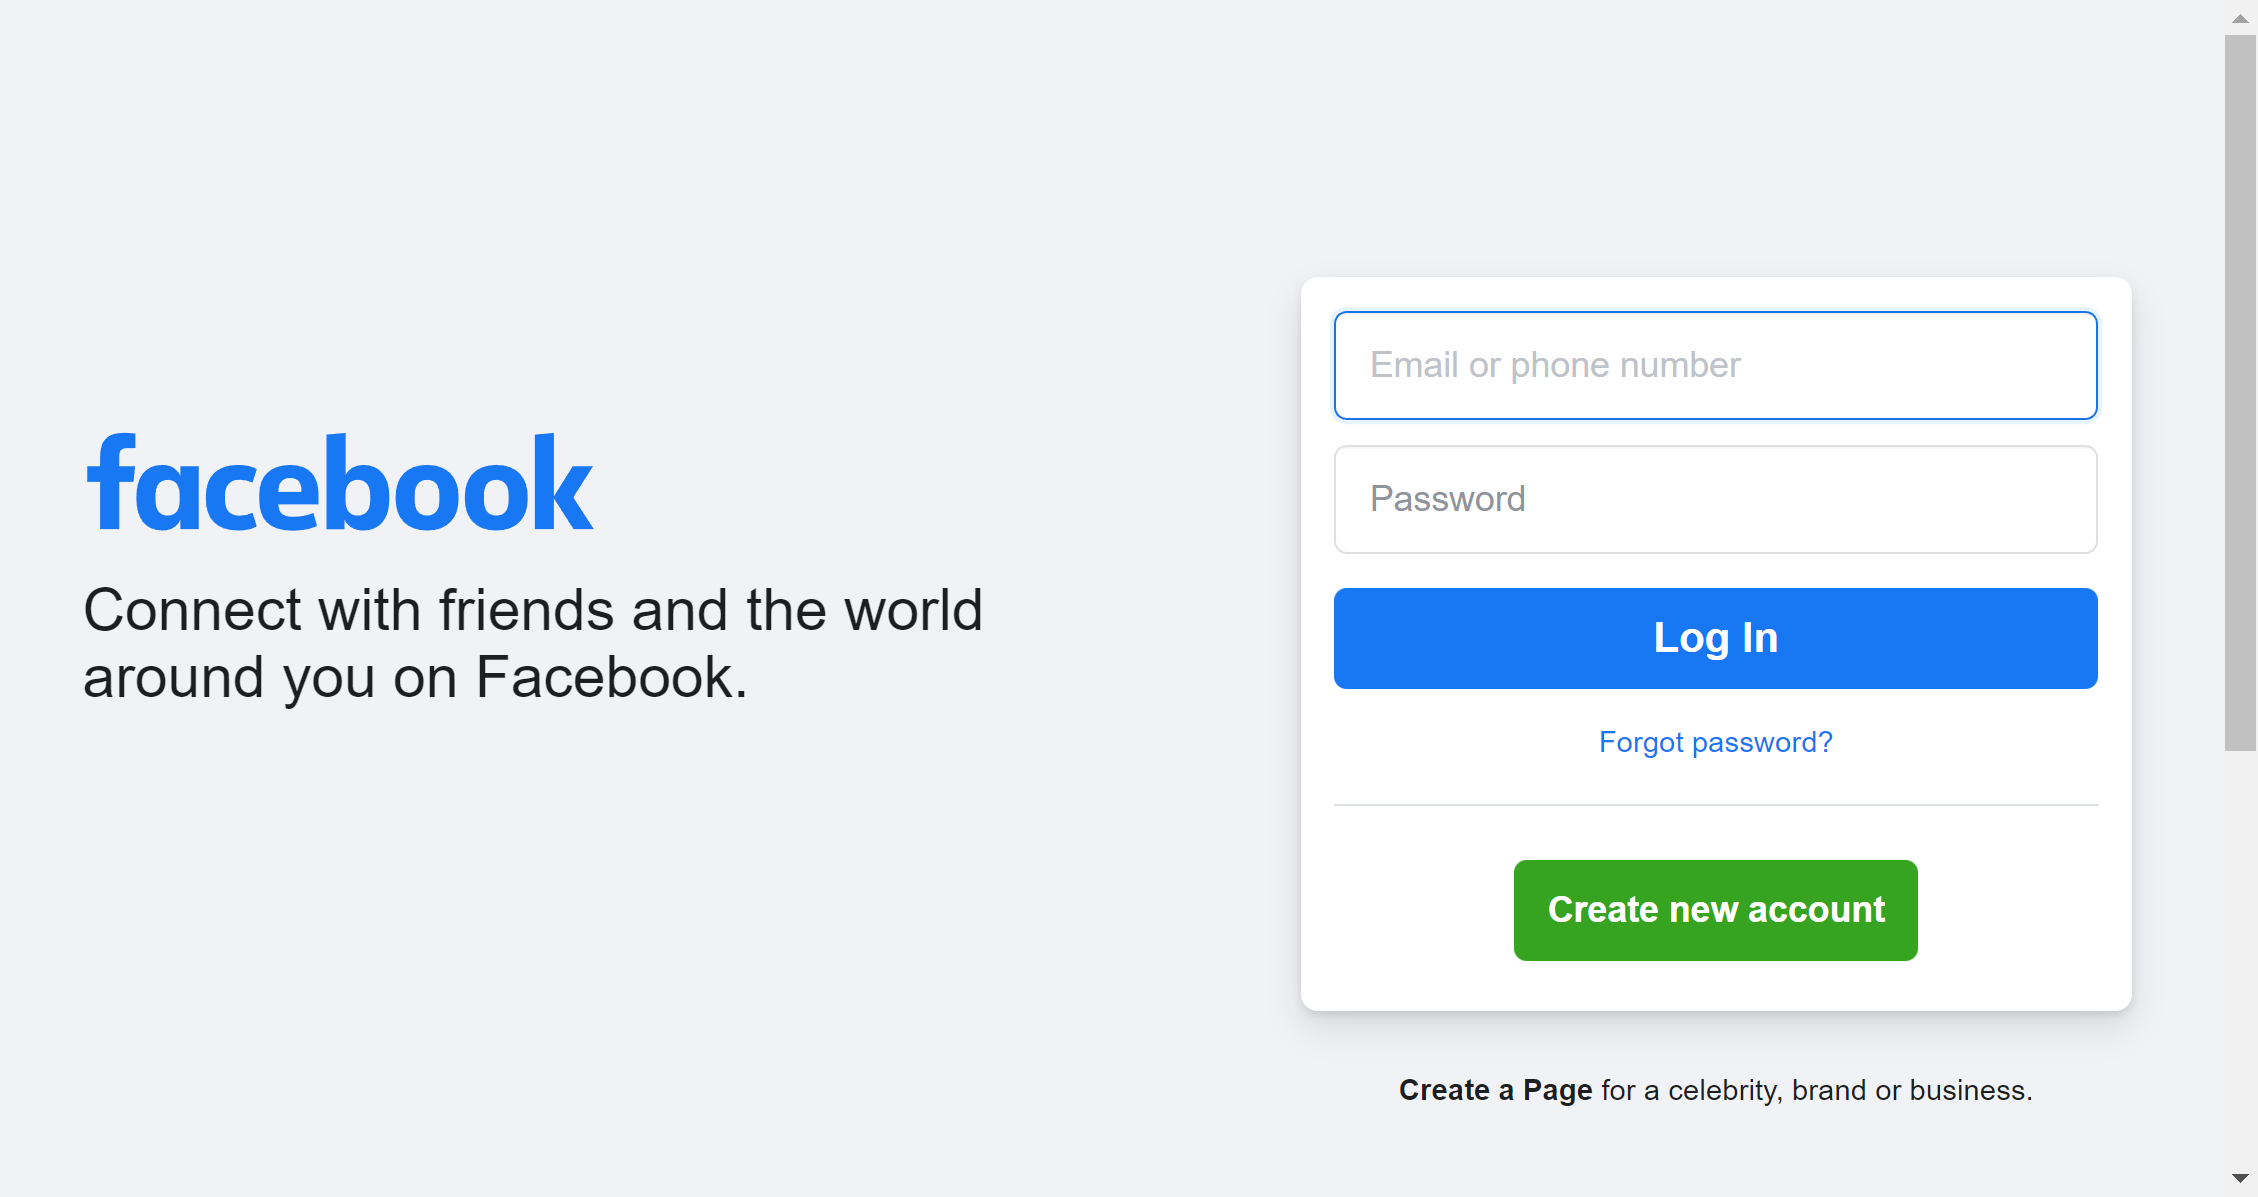 facebook
Connect with friends and the world
around you on Facebook.
Email or phone number
Password
Log In
Forgot password?
Create new account
Create a Page for a celebrity, brand or business.